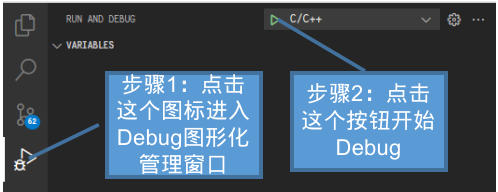 RUN AND DEBUG
C/C++
VARIABLES
62
步骤1：点击
这个图标进入
Debug图形化
管理窗口
步骤2：点击
这个按钮开始
Debug